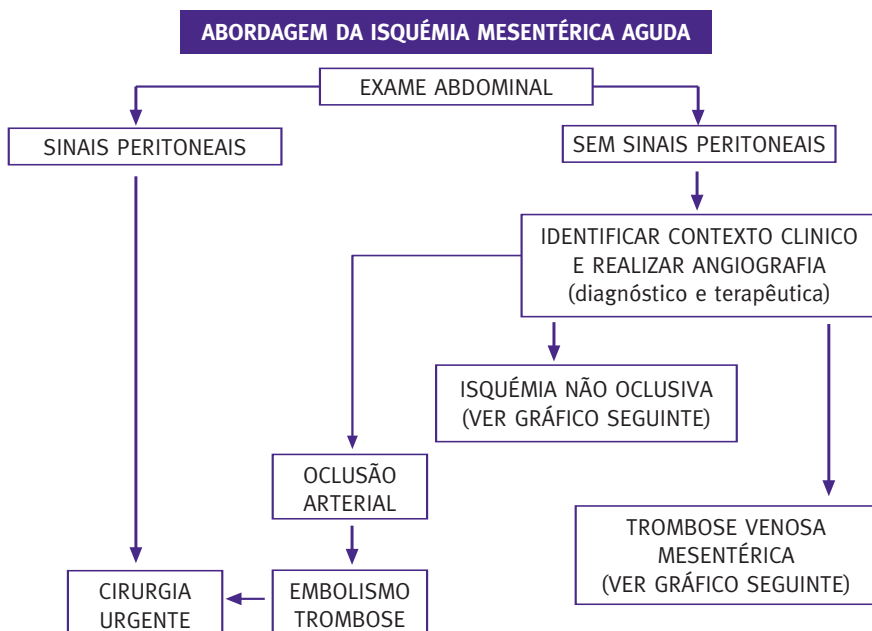 ABORDAGEM DA ISQUÉMIA MESENTÉRICA AGUDA
EXAME ABDOMINAL
SINAIS PERITONEAIS
SEM SINAIS PERITONEAIS
IDENTIFICAR CONTEXTO CLINICO
E REALIZAR ANGIOGRAFIA
(diagnóstico e terapêutica)
ISQUÉMIA NÃO OCLUSIVA
(VER GRÁFICO SEGUINTE)
OCLUSÃO
ARTERIAL
TROMBOSE VENOSA
MESENTÉRICA
(VER GRÁFICO SEGUINTE)
CIRURGIA
URGENTE
EMBOLISMO
TROMBOSE